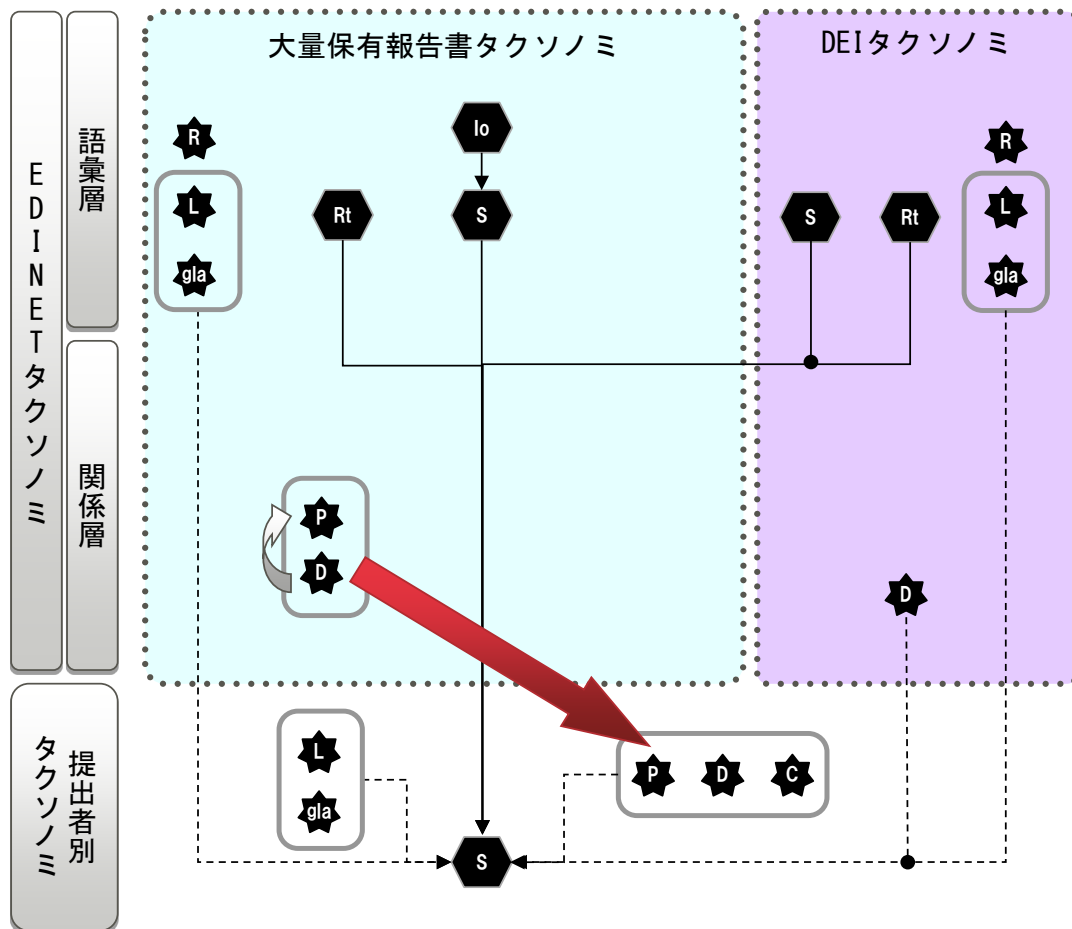 大量保有報告書タクソノミ
DEIタクソノミ
EDINETタクソノミ
語彙層
関係層
提出者別
タクソノミ
R
L
gla
Io
Rt
S
S
Rt
R
L
gla
P
D
D
L
gla
P D C
S